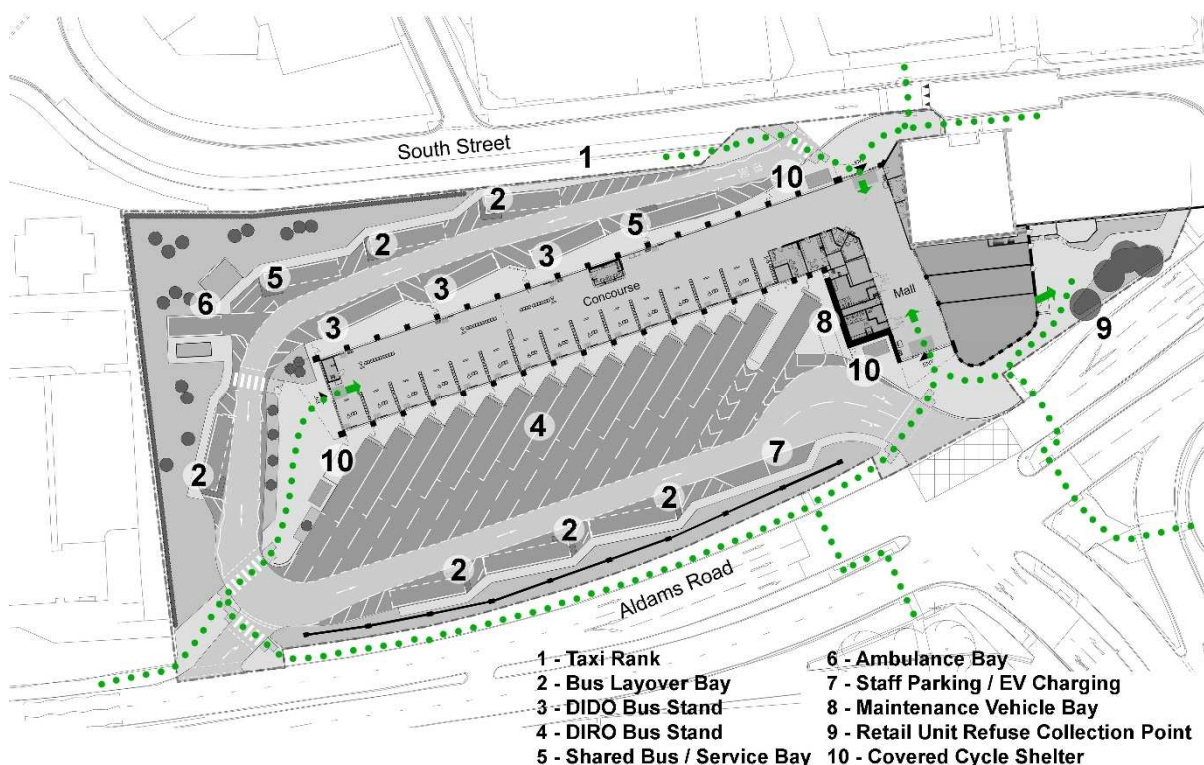 South Street
1
10
2
2
5
5
3
6
3
Concourse
Mall
3
8
9
10
4
10
2
7
2
2
2
Aldams Road
1 - Taxi Rank
2 - Bus Layover Bay
3 - DIDO Bus Stand
4 - DIRO Bus Stand
5 - Shared Bus / Service Bay
6 - Ambulance Bay
7 - Staff Parking / EV Charging
8 - Maintenance Vehicle Bay
9 - Retail Unit Refuse Collection Point
10 - Covered Cycle Shelter